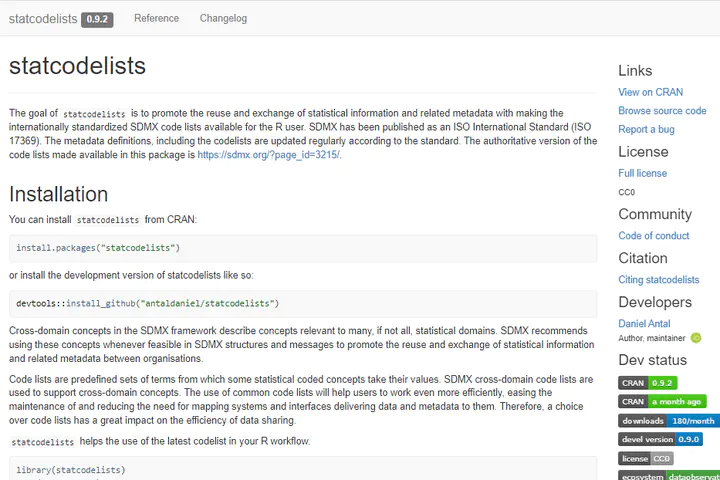 statcodelists 0.9.2 Reference Changelog
statcodelists
The goal of statcodelists is to promote the reuse and exchange of statistical information and related metadata with making the
internationally standardized SDMX code lists available for the R user. SDMX has been published as an ISO International Standard (ISO
17369). The metadata definitions, including the codelists are updated regularly according to the standard. The authoritative version of the
code lists made available in this package is https://sdmx.org/?page_id=3215/.
Installation
You can install statcodelists from CRAN:
install.packages("statcodelists")
or install the development version of statcodelists like so:
devtools::install_github("antaldaniel/statcodelists")
Cross-domain concepts in the SDMX framework describe concepts relevant to many, if not all, statistical domains. SDMX recommends
using these concepts whenever feasible in SDMX structures and messages to promote the reuse and exchange of statistical information
and related metadata between organisations.
Code lists are predefined sets of terms from which some statistical coded concepts take their values. SDMX cross-domain code lists are
used to support cross-domain concepts. The use of common code lists will help users to work even more efficiently, easing the
maintenance of and reducing the need for mapping systems and interfaces delivering data and metadata to them. Therefore, a choice
over code lists has a great impact on the efficiency of data sharing.
statcodelists helps the use of the latest codelist in your R workflow.
library(statcodelists)
Links
View on CRAN
Browse source code
Report a bug
License
Full license
CC0
Community
Code of conduct
Citation
Citing statcodelists
Developers
Daniel Antal
Author, maintainer iD
Dev status
CRAN 0.9.2
CRAN a month ago
downloads 180/month
devel version 0.9.0
license CC0
ecosystem dataobservat